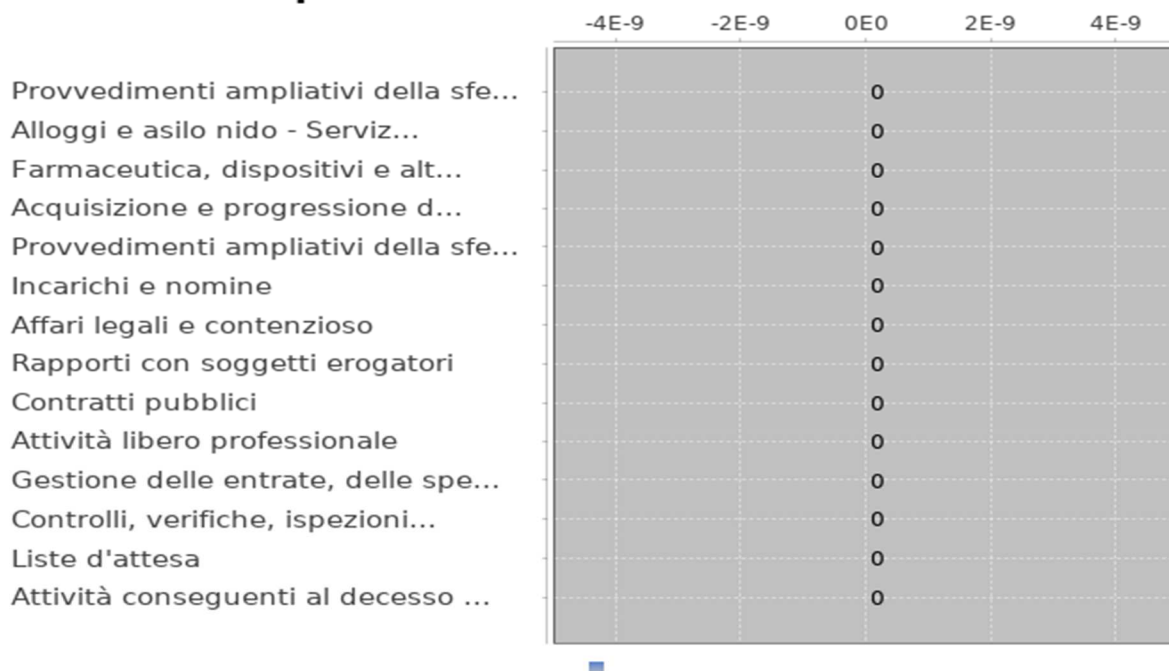 -4E-9 -2E-9 0E0 2E-9 4E-9
Provvedimenti ampliativi della sfe... 0
Alloggi e asilo nido - Serviz... 0
Farmaceutica, dispositivi e alt... 0
Acquisizione e progressione d... 0
Provvedimenti ampliativi della sfe... 0
Incarichi e nomine 0
Affari legali e contenzioso 0
Rapporti con soggetti erogatori 0
Contratti pubblici 0
Attività libero professionale 0
Gestione delle entrate, delle spe... 0
Controlli, verifiche, ispezioni... 0
Liste d'attesa 0
Attività conseguenti al decesso ... 0